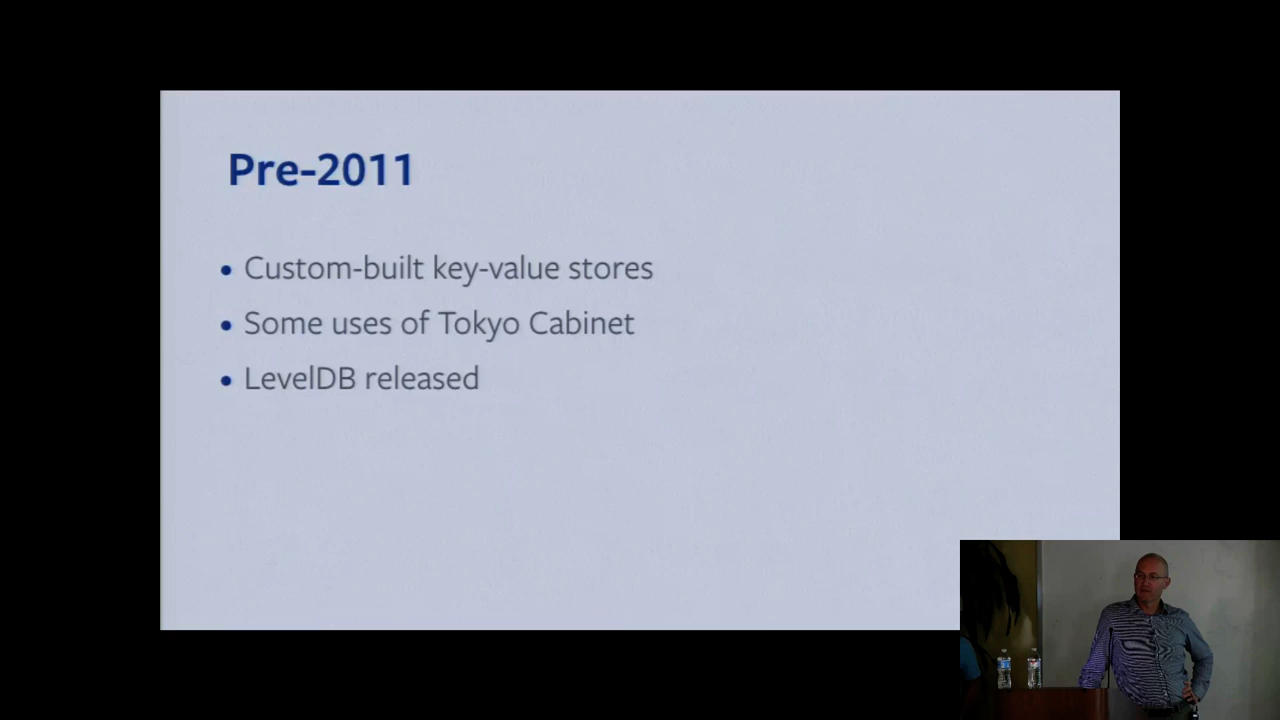 Pre-2011
• Custom-built key-value stores
• Some uses of Tokyo Cabinet
• LevelDB released